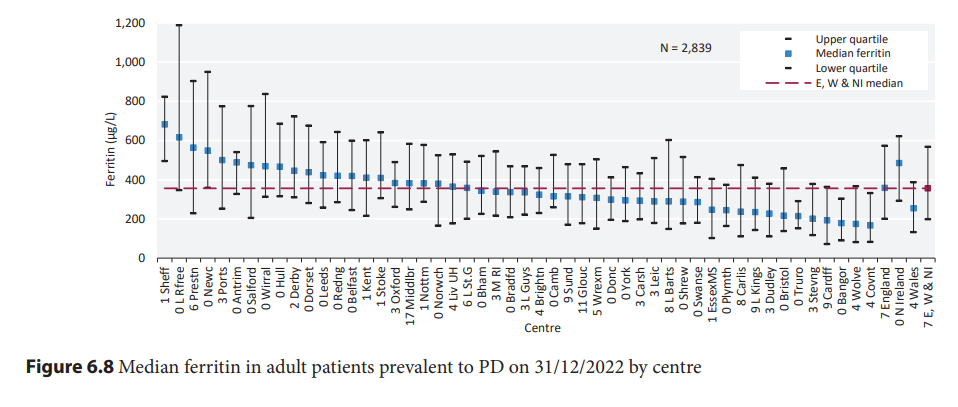 1,200
1,000
800
600
400
200
0
Ferritin (μg/L)
N = 2,839
Upper quartile
Median ferritin
Lower quartile
E, W & NI median
1 Sheff
0 L Rfree
6 Prestn
0 Newc
3 Ports
0 Antrim
0 Salford
0 Wirral
0 Hull
2 Derby
0 Dorset
0 Leeds
0 Redng
0 Belfast
1 Kent
1 Stoke
3 Oxford
17 Middlbr
1 Nottm
0 Norwch
4 Liv UH
6 L St.G
0 Bham
3 M RI
0 Bradfd
3 L Guys
4 Brightn
0 Camb
9 Sund
11 Glouc
5 Wrexm
0 Donc
0 York
3 Carsh
3 Leic
8 L Barts
0 Shrew
0 Swanse
1 EssexMS
0 Plymth
8 Carlis
9 L Kings
3 Dudley
0 Bristol
0 Truro
3 Stevng
9 Cardff
0 Bangor
4 Wolve
4 Covnt
7 England
0 N Ireland
4 Wales
7 E, W & NI
Centre
Figure 6.8 Median ferritin in adult patients prevalent to PD on 31/12/2022 by centre